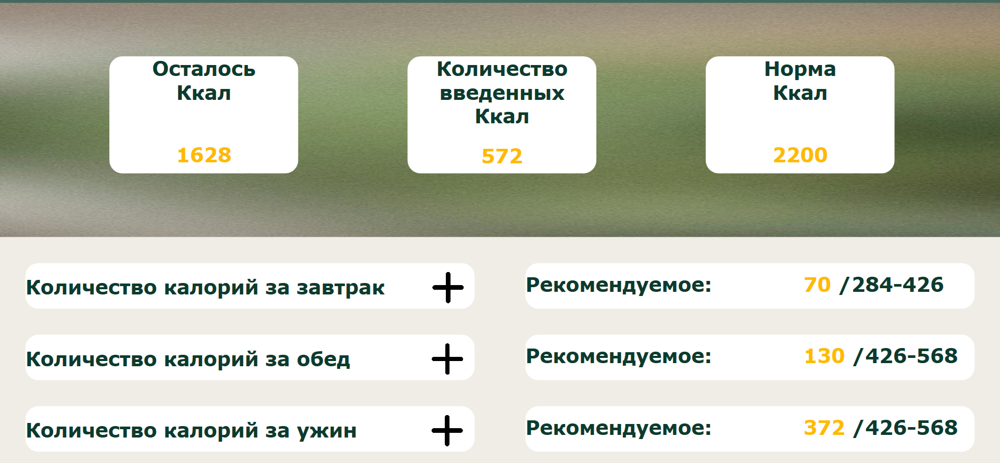 Осталось
Ккал
1628
Количество
введенных
Ккал
572
Норма
Ккал
2200
Количество калорий за завтрак
Рекомендуемое: 70 /284-426
Количество калорий за обед
Рекомендуемое: 130 /426-568
Количество калорий за ужин
Рекомендуемое: 372 /426-568